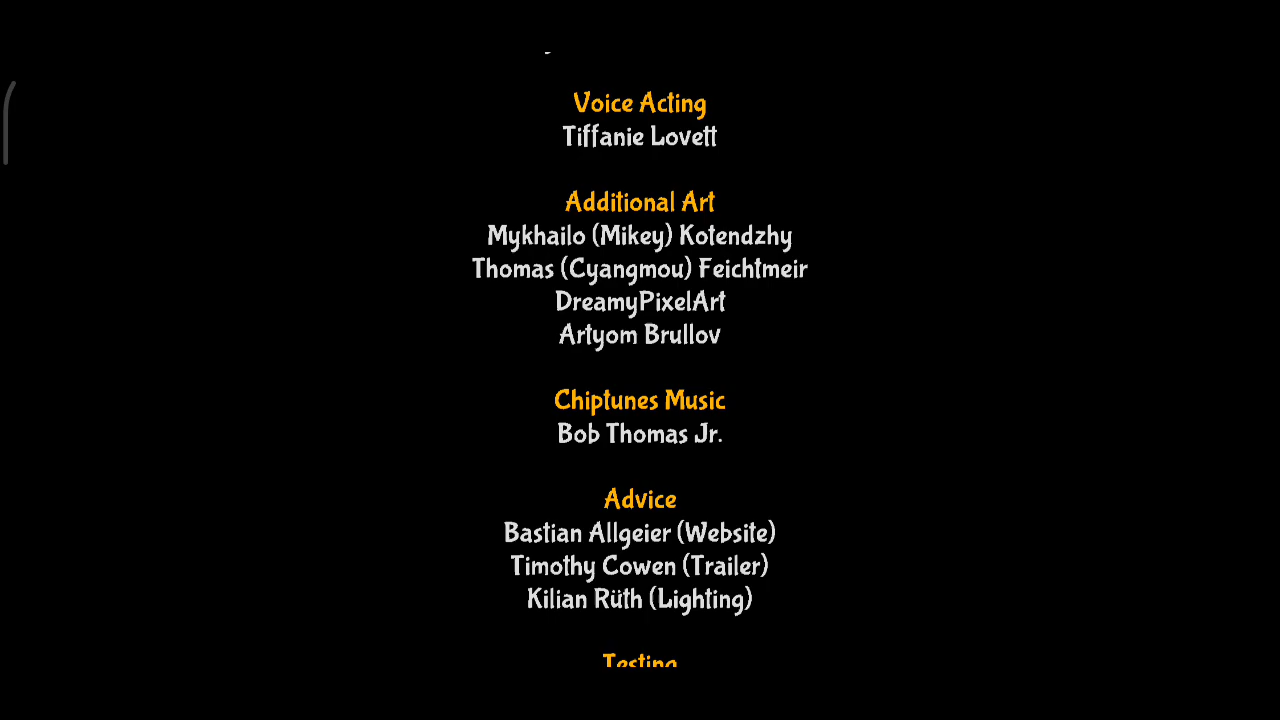 Voice Acting
Tiffanie Lovett
Additional Art
Mykhailo (Mikey) Kotendzhy
Thomas (Cyangmou) Feichtmeir
DreamyPixelArt
Artyom Brullov
Chiptunes Music
Bob Thomas Jr.
Advice
Bastian Allgeier (Website)
Timothy Cowen (Trailer)
Kilian Rüth (Lighting)
Testing